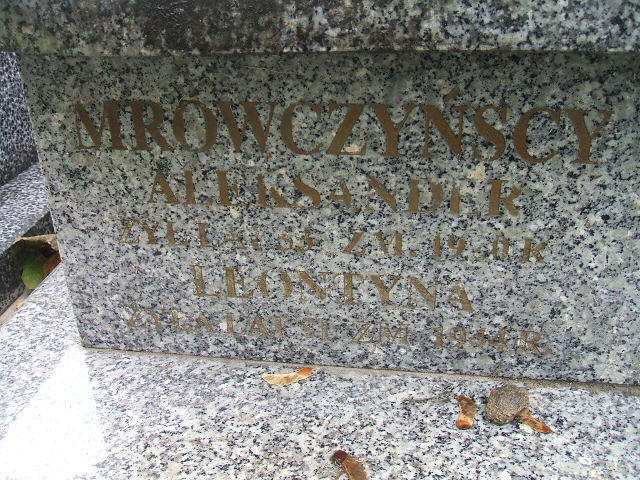 MRÓWCZYŃSCY
ALEKSANDER
ŻYŁ LAT ZM. R
LEONTYNA
ŻYŁA LAT ZM. R.